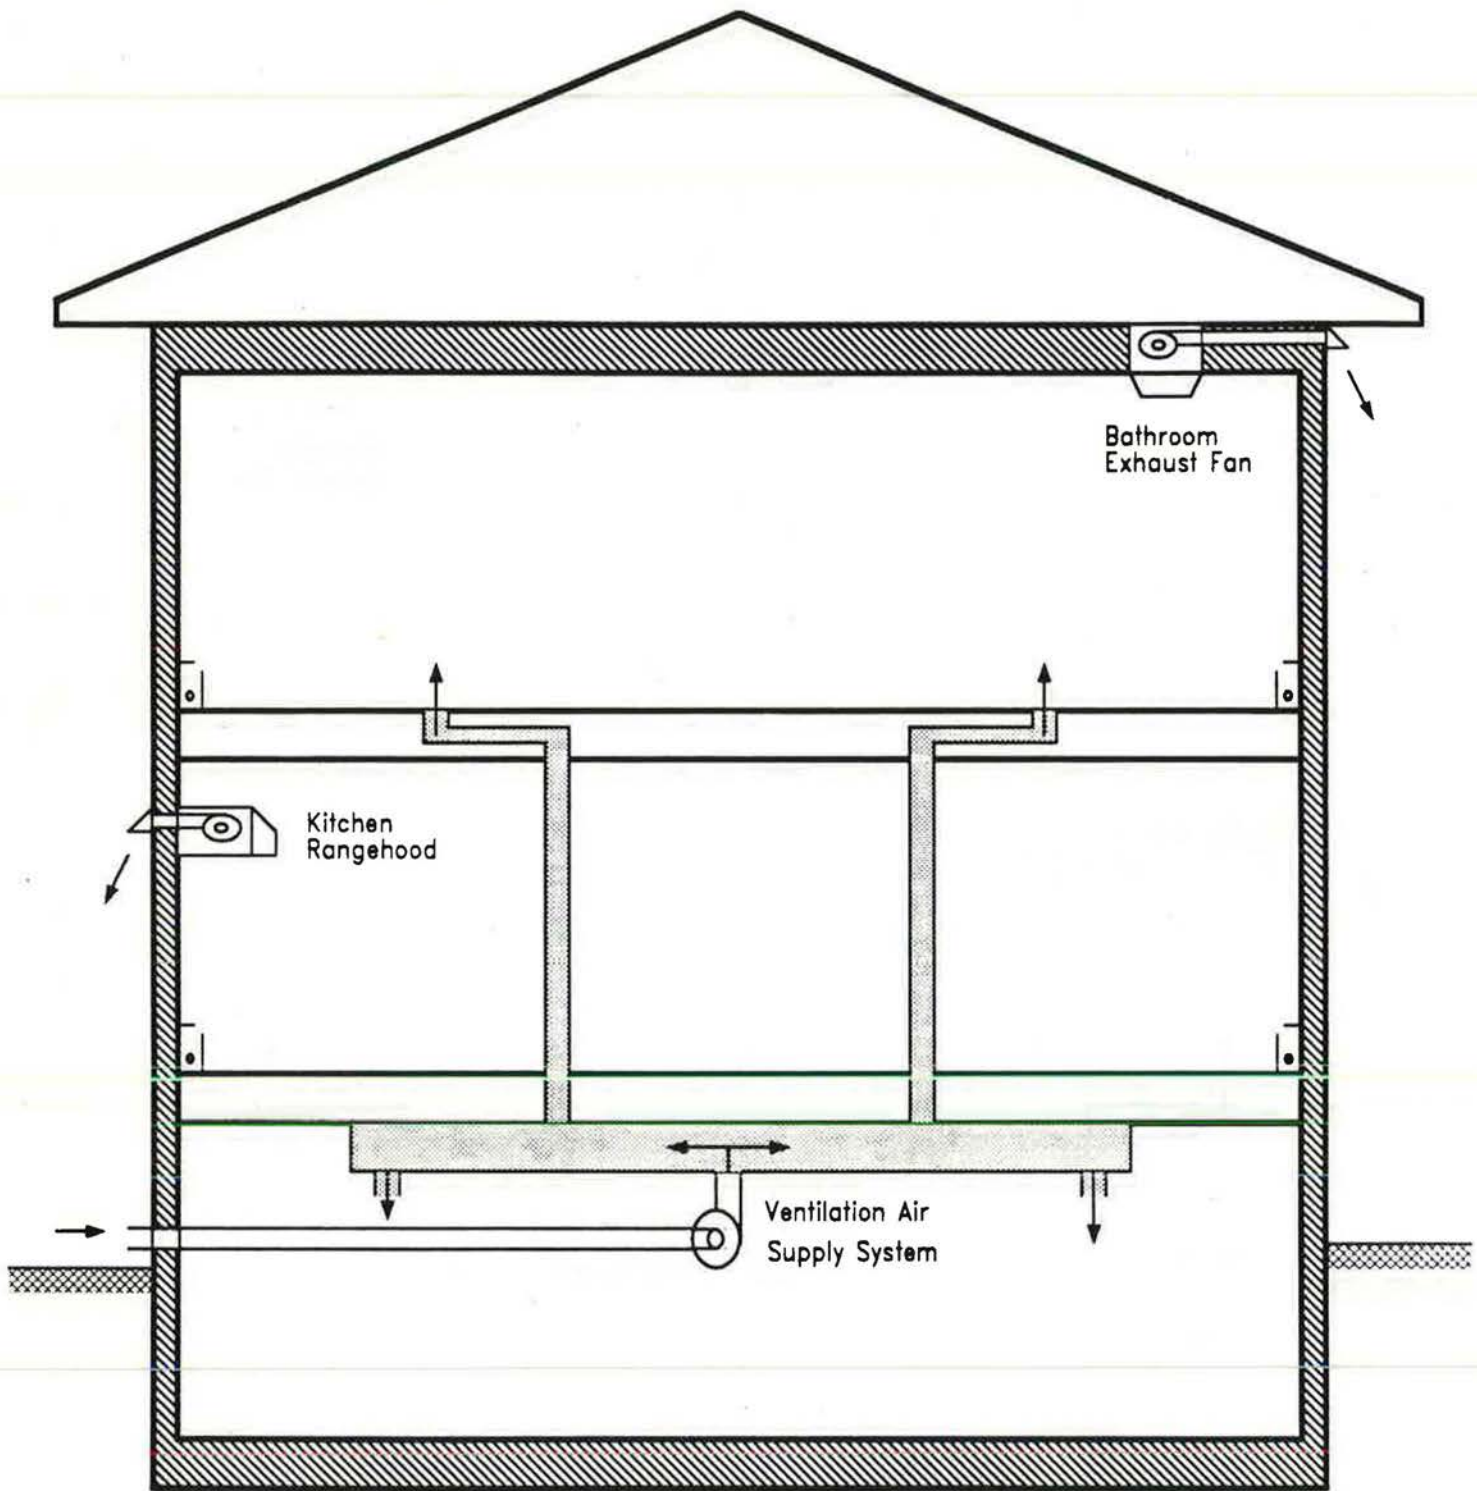 Bathroom
Exhaust Fan
Kitchen
Rangehood
Ventilation Air
Supply System